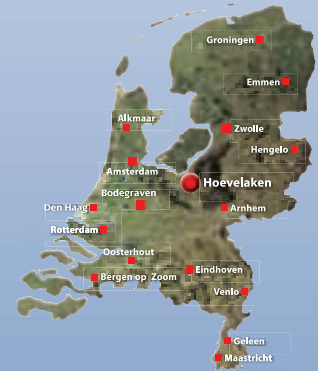 Groningen
Emmen
Alkmaar
Zwolle
Hengelo
Amsterdam
Hoevelaken
Bodegraven
Den Haag
Arnhem
Rotterdam
Oosterhout
Eindhoven
Bergen op Zoom
Venlo
Geleen
Maastricht